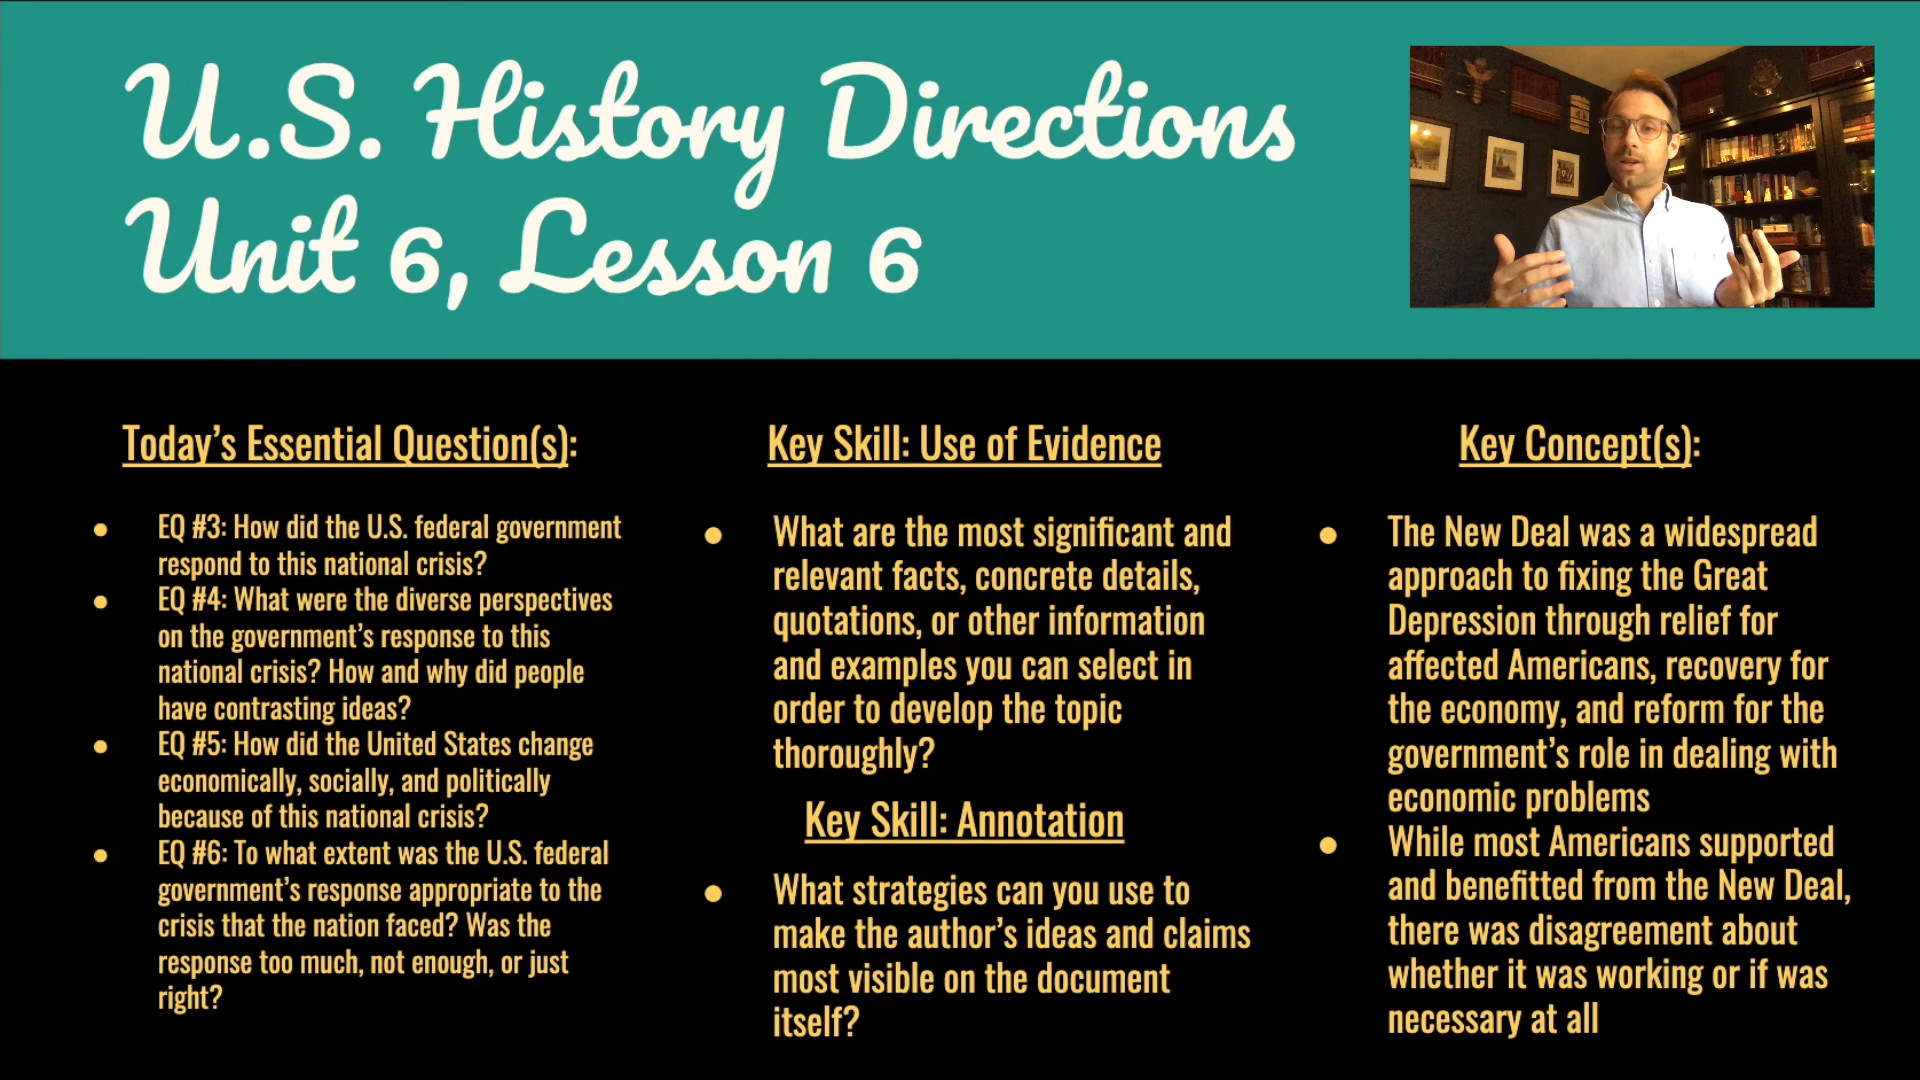 U.S. History Directions
Unit 6, Lesson 6
Today's Essential Question(s):
● EQ #3: How did the U.S. federal government
respond to this national crisis?
● EQ #4: What were the diverse perspectives
on the government's response to this
national crisis? How and why did people
have contrasting ideas?
● EQ #5: How did the United States change
economically, socially, and politically
because of this national crisis?
● EQ #6: To what extent was the U.S. federal
government's response appropriate to the
crisis that the nation faced? Was the
response too much, not enough, or just
right?
Key Skill: Use of Evidence
● What are the most significant and
relevant facts, concrete details,
quotations, or other information
and examples you can select in
order to develop the topic
thoroughly?
Key Skill: Annotation
● What strategies can you use to
make the author's ideas and claims
most visible on the document
itself?
Key Concept(s):
● The New Deal was a widespread
approach to fixing the Great
Depression through relief for
affected Americans, recovery for
the economy, and reform for the
government's role in dealing with
economic problems
● While most Americans supported
and benefitted from the New Deal,
there was disagreement about
whether it was working or if was
necessary at all